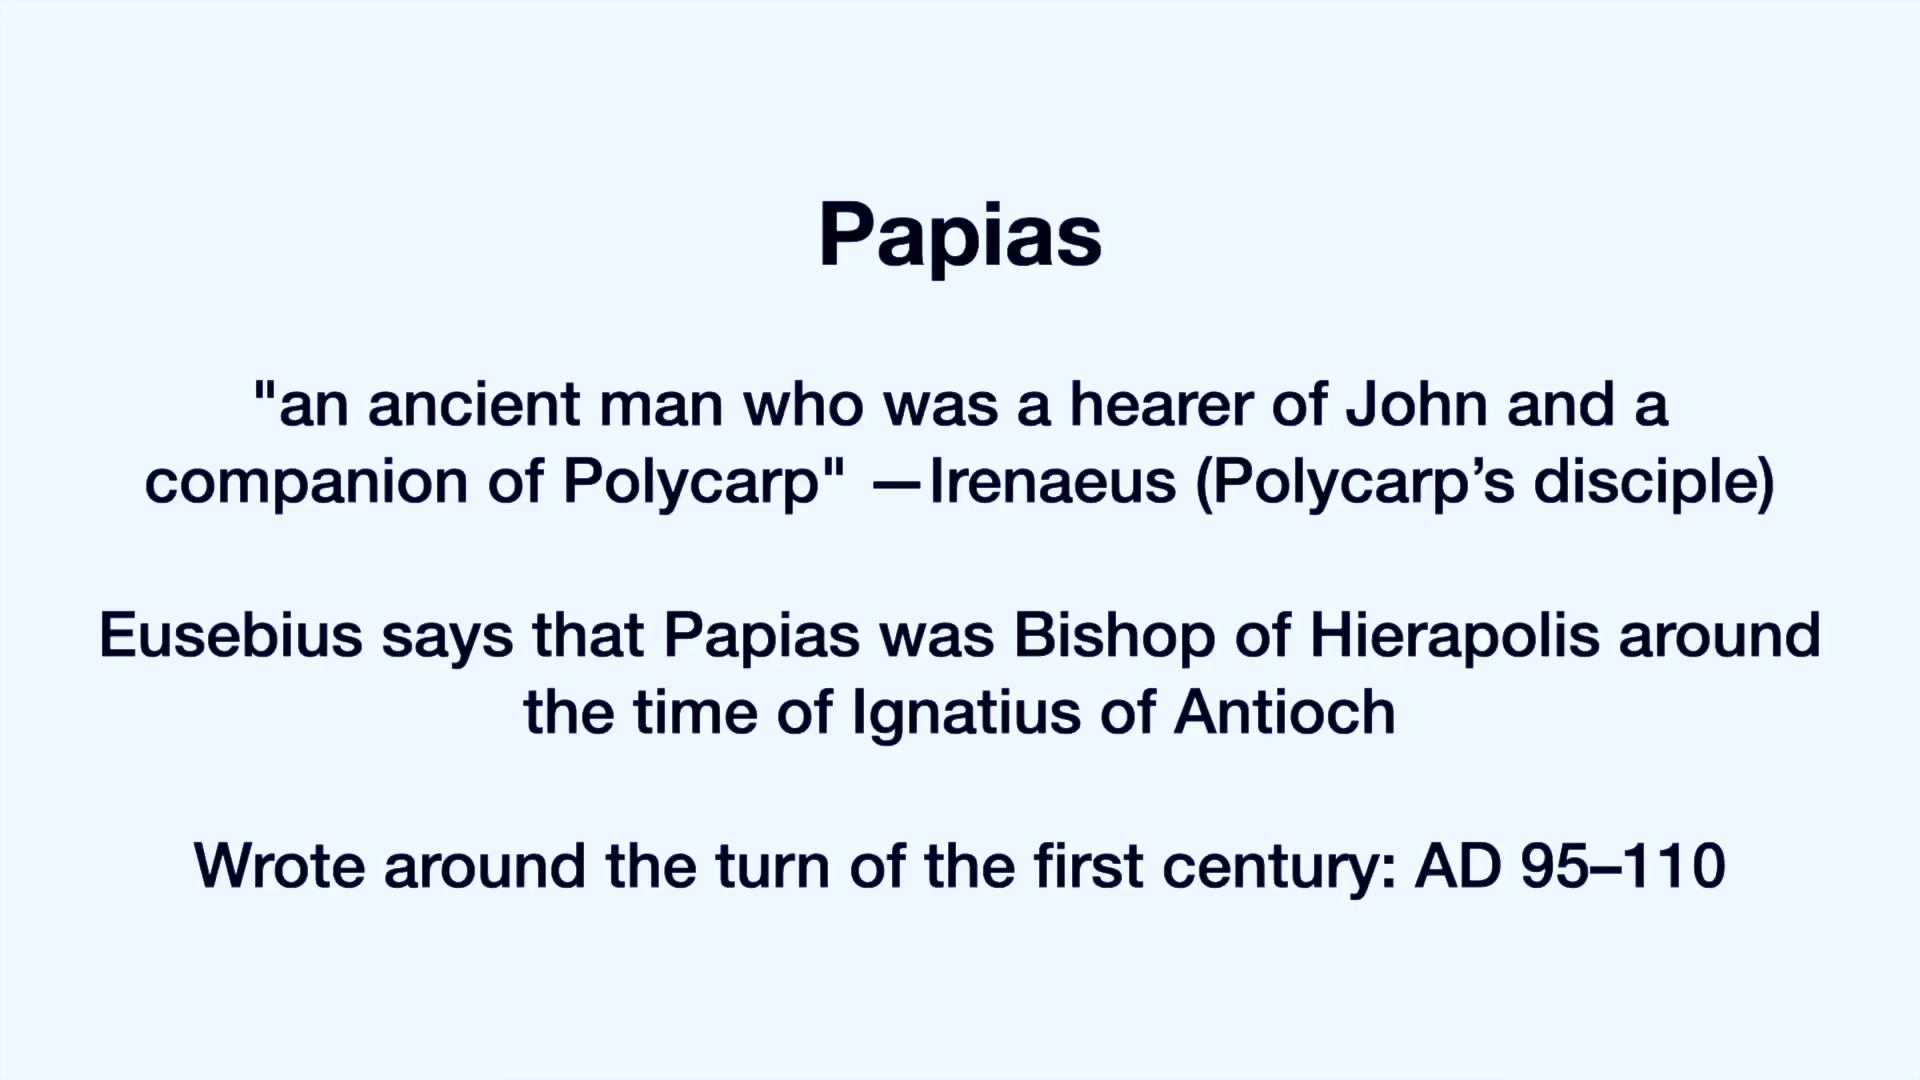 Papias
"an ancient man who was a hearer of John and a
companion of Polycarp" —Irenaeus (Polycarp’s disciple)
Eusebius says that Papias was Bishop of Hierapolis around
the time of Ignatius of Antioch
Wrote around the turn of the first century: AD 95–110